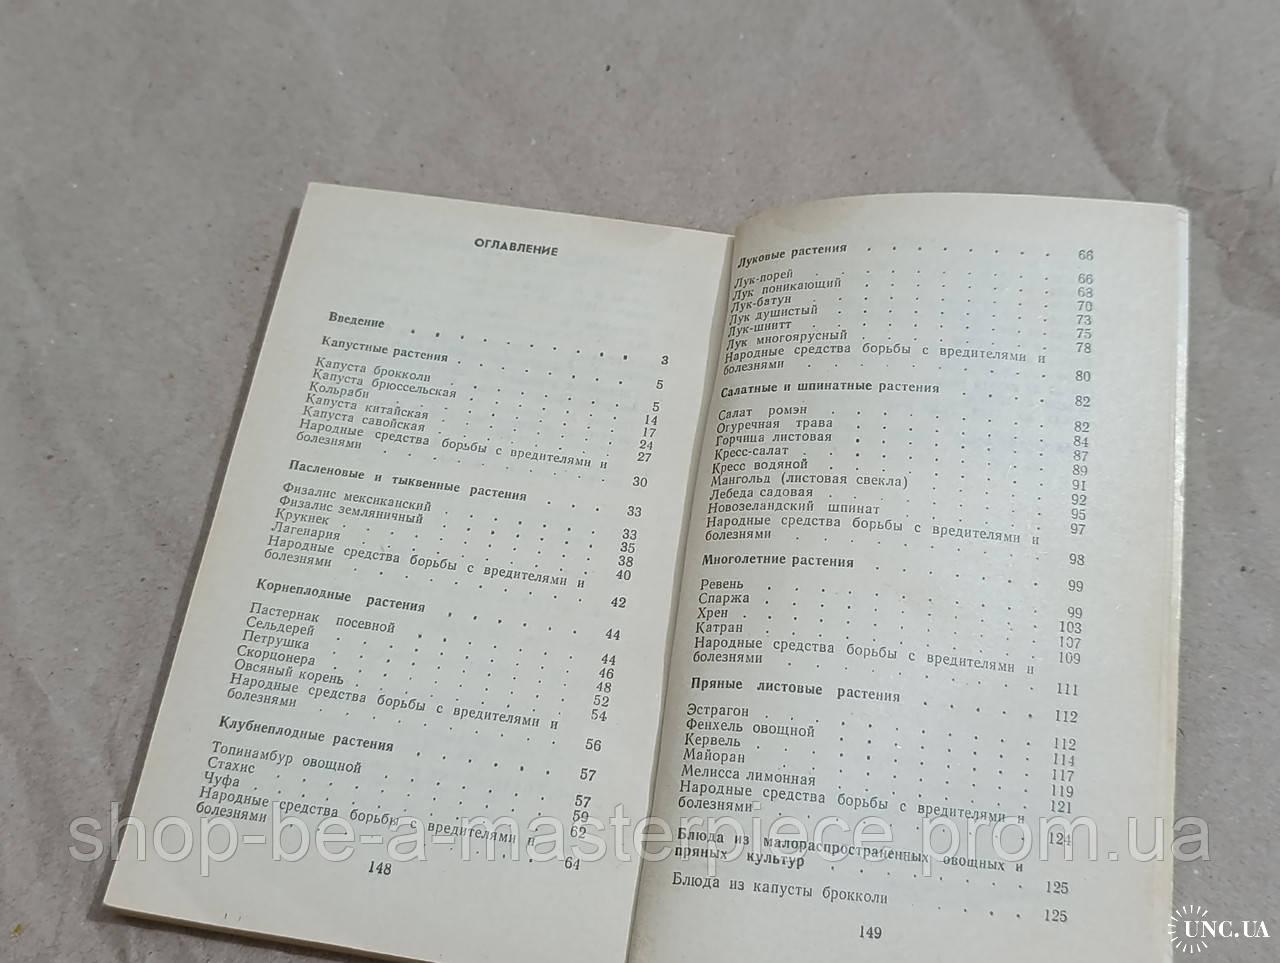 ОГЛАВЛЕНИЕ
Введение . . . . . . . . . 3
Капустные растения . . . . . . . 5
Капуста брокколи . . . . . . . 5
Капуста брюссельская . . . . . . 14
Кольраби . . . . . . . . . 17
Капуста китайская . . . . . . . 24
Капуста савойская . . . . . . . 27
Народные средства борьбы с вредителями и
болезнями . . . . . . . . . 30
Пасленовые и тыквенные растения . . . . 33
Физалис мексиканский . . . . . . 33
Физалис земляничный . . . . . . 35
Крукнек . . . . . . . . . 38
Лагенария . . . . . . . . . 40
Народные средства борьбы с вредителями и
болезнями . . . . . . . . . 42
Корнеплодные растения . . . . . . 44
Пастернак посевной . . . . . . . 44
Сельдерей . . . . . . . . . 46
Петрушка . . . . . . . . . 48
Скорцонера . . . . . . . . . 52
Овсяный корень . . . . . . . . 54
Народные средства борьбы с вредителями и
болезнями . . . . . . . . . 56
Клубнеплодные растения . . . . . . 57
Топинамбур овощной . . . . . . . 57
Стахис . . . . . . . . . 59
Чуфа . . . . . . . . . 62
Народные средства борьбы с вредителями и
болезнями . . . . . . . . . 64
148
Луковые растения . . . . . . . 66
Лук-порей . . . . . . . . . 66
Лук поникающий . . . . . . . . 68
Лук-батун . . . . . . . . . 70
Лук душистый . . . . . . . . 73
Лук-шнитт . . . . . . . . . 75
Лук многоярусный . . . . . . . 78
Народные средства борьбы с вредителями и
болезнями . . . . . . . . . 80
Салатные и шпинатные растения . . . . 82
Салат ромэн . . . . . . . . 82
Огуречная трава . . . . . . . 84
Горчица листовая . . . . . . . 87
Кресс-салат . . . . . . . . 89
Кресс водяной . . . . . . . . 91
Мангольд (листовая свекла) . . . . . 92
Лебеда садовая . . . . . . . . 95
Новозеландский шпинат . . . . . . 97
Народные средства борьбы с вредителями и
болезнями . . . . . . . . . 98
Многолетние растения . . . . . . 99
Ревень . . . . . . . . . 99
Спаржа . . . . . . . . . 103
Хрен . . . . . . . . . 107
Катран . . . . . . . . . 109
Народные средства борьбы с вредителями и
болезнями . . . . . . . . . 111
Пряные листовые растения . . . . . 112
Эстрагон . . . . . . . . . 112
Фенхель овощной . . . . . . . 114
Кервель . . . . . . . . . 117
Майоран . . . . . . . . . 119
Мелисса лимонная . . . . . . . 121
Народные средства борьбы с вредителями и
болезнями . . . . . . . . . 124
Блюда из малораспространенных овощных и
пряных культур . . . . . . . 125
Блюда из капусты брокколи . . . . . 125
149
shop-be-a-masterpiece.prom.ua
UNC.UA